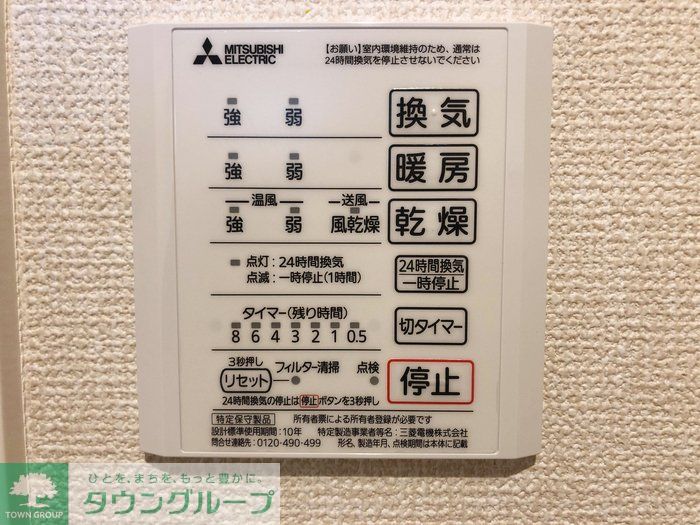 MITSUBISHI
ELECTRIC
【お願い】室内環境維持のため、通常は
24時間換気を停止させないでください
強 弱 換気
強 弱 暖房
温風 送風
強 弱 風乾燥 乾燥
点灯：24時間換気
点滅：一時停止(1時間)
24時間換気
一時停止
タイマー(残り時間)
8 6 4 3 2 1 0.5
切タイマー
3秒押し
リセット フィルター清掃 点検
停止
24時間換気の停止は停止ボタンを3秒押し
特定保守製品 所有者票による所有者登録が必要です
設計標準使用期間：10年 特定製造事業者等名：三菱電機株式会社
問合せ連絡先：0120-490-499 形名、製造年月、点検期間は本体に記載
TOWN GROUP
ひとを、まちを、もっと豊かに。
タウングループ